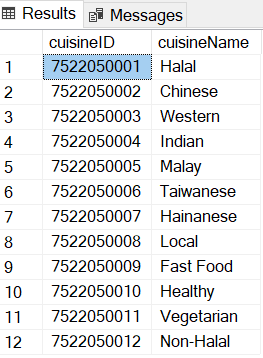 Results Messages
cuisineID cuisineName
1 7522050001 Halal
2 7522050002 Chinese
3 7522050003 Western
4 7522050004 Indian
5 7522050005 Malay
6 7522050006 Taiwanese
7 7522050007 Hainanese
8 7522050008 Local
9 7522050009 Fast Food
10 7522050010 Healthy
11 7522050011 Vegetarian
12 7522050012 Non-Halal